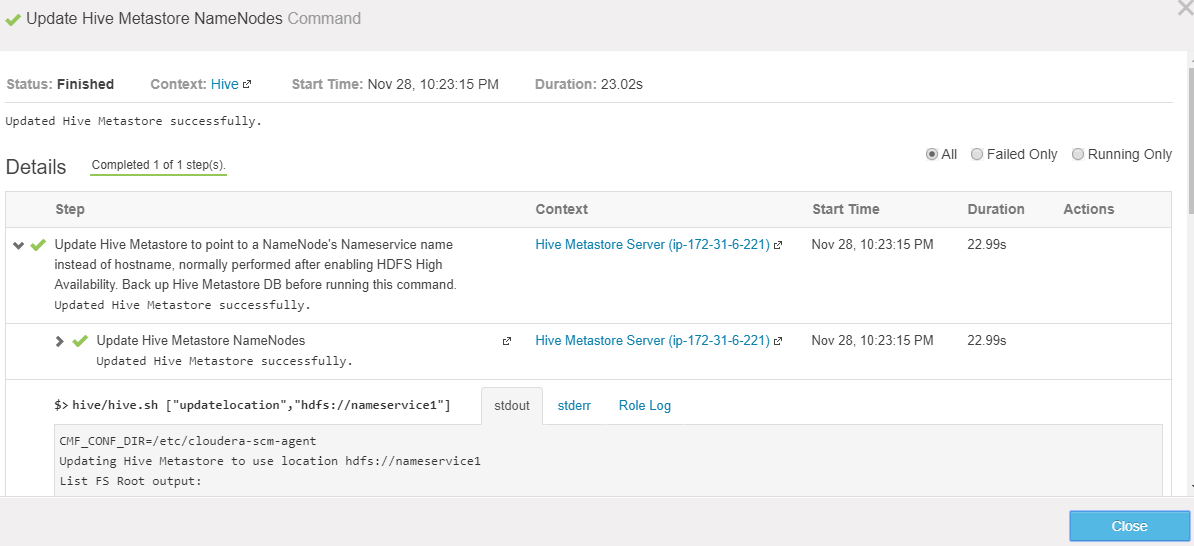 Update Hive Metastore NameNodes Command
Status: Finished Context: Hive Start Time: Nov 28, 10:23:15 PM Duration: 23.02s
Updated Hive Metastore successfully.
Details Completed 1 of 1 step(s). All Failed Only Running Only
Step Context Start Time Duration Actions
Update Hive Metastore to point to a NameNode's Nameservice name Hive Metastore Server (ip-172-31-6-221) Nov 28, 10:23:15 PM 22.99s
instead of hostname, normally performed after enabling HDFS High
Availability. Back up Hive Metastore DB before running this command.
Updated Hive Metastore successfully.
Update Hive Metastore NameNodes Hive Metastore Server (ip-172-31-6-221) Nov 28, 10:23:15 PM 22.99s
Updated Hive Metastore successfully.
$> hive/hive.sh ["updatelocation","hdfs://nameservice1"] stdout stderr Role Log
CMF_CONF_DIR=/etc/cloudera-scm-agent
Updating Hive Metastore to use location hdfs://nameservice1
List FS Root output:
Close